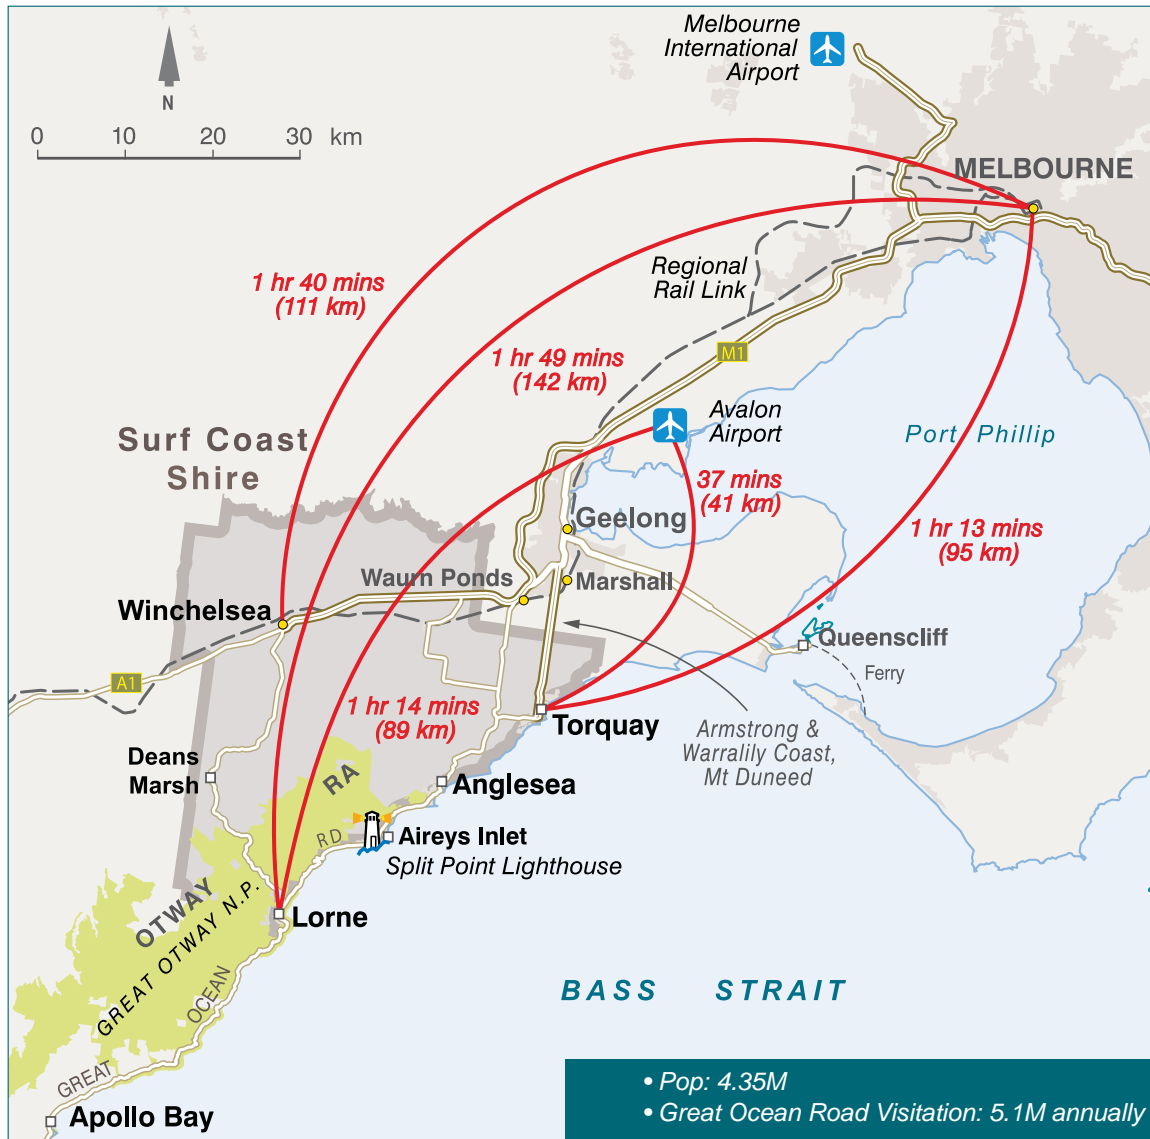 Melbourne
International
Airport
N
0 10 20 30 km
MELBOURNE
Regional
Rail Link
1 hr 40 mins
(111 km)
1 hr 49 mins
(142 km)
M1
Avalon
Airport
Port Phillip
Surf Coast
Shire
37 mins
(41 km)
Geelong
1 hr 13 mins
(95 km)
Waurn Ponds
Marshall
Winchelsea
Queenscliff
Ferry
A1
1 hr 14 mins
(89 km)
Torquay
Armstrong &
Warralily Coast,
Mt Duneed
Deans
Marsh
RA
Anglesea
RD
Aireys Inlet
Split Point Lighthouse
OTWAY
GREAT OTWAY N.P.
Lorne
OCEAN
BASS STRAIT
GREAT
Apollo Bay
• Pop: 4.35M
• Great Ocean Road Visitation: 5.1M annually